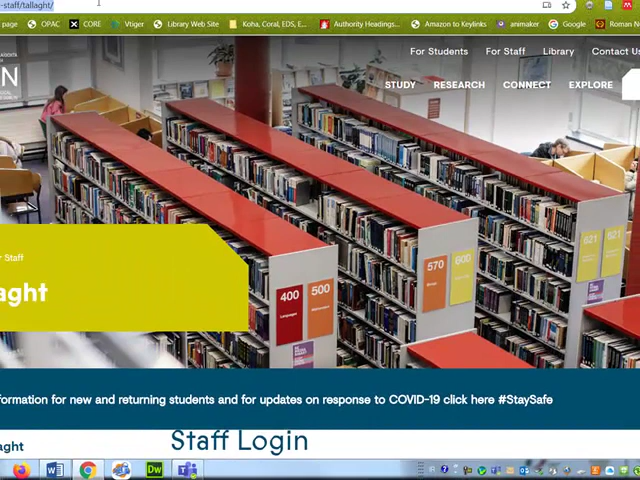 -staff/tallaght/
page OPAC CORE Vtiger Library Web Site Koha, Coral, EDS, E... Authority Headings... Amazon to Keylinks animaker Google Roman N
For Students For Staff Library Contact Us
STUDY RESEARCH CONNECT EXPLORE
r Staff
aght
400
Languages
500
570
600
621
621
formation for new and returning students and for updates on response to COVID-19 click here #StaySafe
aght
Staff Login